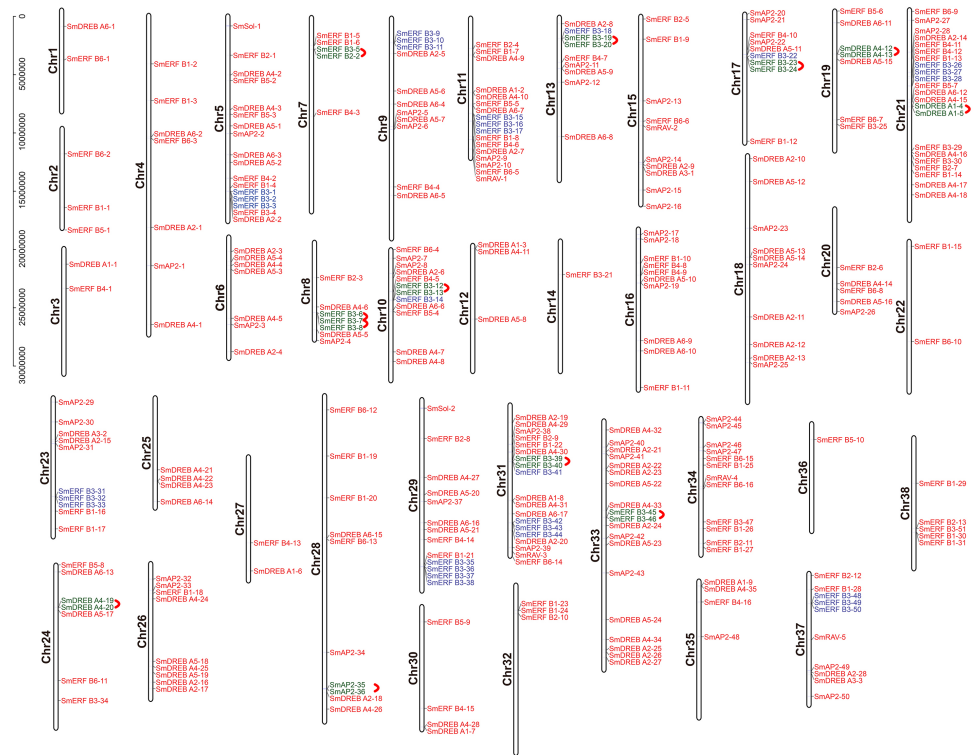 0
5000000
10000000
15000000
20000000
25000000
30000000
Chr1
SmDREB A6-1
SmERF B6-1
Chr2
SmERF B6-2
SmERF B1-1
SmERF B5-1
Chr3
SmDREB A1-1
SmERF B4-1
Chr4
SmERF B1-2
SmERF B1-3
SmDREB A6-2
SmERF B6-3
SmDREB A2-1
SmAP2-1
SmDREB A4-1
Chr5
SmSol-1
SmERF B2-1
SmDREB A4-2
SmERF B5-2
SmDREB A4-3
SmERF B5-3
SmDREB A5-1
SmAP2-2
SmDREB A6-3
SmDREB A5-2
SmERF B4-2
SmERF B1-4
SmERF B3-1
SmERF B3-2
SmERF B3-3
SmERF B3-4
SmDREB A2-2
Chr6
SmDREB A2-3
SmDREB A5-4
SmDREB A4-4
SmDREB A5-3
SmDREB A4-5
SmAP2-3
SmDREB A2-4
Chr7
SmERF B1-5
SmERF B1-6
SmERF B3-5
SmERF B2-2
SmERF B4-3
Chr8
SmERF B2-3
SmDREB A4-6
SmERF B3-6
SmERF B3-7
SmERF B3-8
SmDREB A5-5
SmAP2-4
Chr9
SmERF B3-9
SmERF B3-10
SmERF B3-11
SmDREB A2-5
SmDREB A5-6
SmDREB A6-4
SmAP2-5
SmDREB A5-7
SmAP2-6
SmERF B4-4
SmDREB A6-5
Chr10
SmERF B6-4
SmAP2-7
SmAP2-8
SmDREB A2-6
SmERF B4-5
SmERF B3-12
SmERF B3-13
SmERF B3-14
SmDREB A6-6
SmERF B5-4
SmDREB A4-7
SmDREB A4-8
Chr11
SmERF B2-4
SmERF B1-7
SmDREB A4-9
SmDREB A1-2
SmDREB A4-10
SmERF B5-5
SmDREB A6-7
SmERF B3-15
SmERF B3-16
SmERF B3-17
SmERF B1-8
SmERF B4-6
SmDREB A2-7
SmAP2-9
SmAP2-10
SmERF B6-5
SmRAV-1
Chr12
SmDREB A1-3
SmDREB A4-11
SmDREB A5-8
Chr13
SmDREB A2-8
SmERF B3-18
SmERF B3-19
SmERF B3-20
SmERF B4-7
SmAP2-11
SmDREB A5-9
SmAP2-12
SmDREB A6-8
Chr14
SmERF B3-21
Chr15
SmERF B2-5
SmERF B1-9
SmAP2-13
SmERF B6-6
SmRAV-2
SmAP2-14
SmDREB A2-9
SmDREB A3-1
SmAP2-15
SmAP2-16
Chr16
SmAP2-17
SmAP2-18
SmERF B1-10
SmERF B4-8
SmERF B4-9
SmDREB A5-10
SmAP2-19
SmDREB A6-9
SmDREB A6-10
SmERF B1-11
Chr17
SmAP2-20
SmAP2-21
SmERF B4-10
SmAP2-22
SmDREB A5-11
SmERF B3-22
SmERF B3-23
SmERF B3-24
SmERF B1-12
Chr18
SmDREB A2-10
SmDREB A5-12
SmAP2-23
SmDREB A5-13
SmDREB A5-14
SmAP2-24
SmDREB A2-11
SmDREB A2-12
SmDREB A2-13
SmAP2-25
Chr19
SmERF B5-6
SmDREB A6-11
SmDREB A4-12
SmDREB A4-13
SmDREB A5-15
SmERF B6-7
SmERF B3-25
Chr20
SmERF B2-6
SmDREB A4-14
SmERF B6-8
SmDREB A5-16
SmAP2-26
Chr21
SmERF B6-9
SmAP2-27
SmAP2-28
SmDREB A2-14
SmERF B4-11
SmERF B4-12
SmERF B1-13
SmERF B3-26
SmERF B3-27
SmERF B3-28
SmERF B5-7
SmDREB A6-12
SmDREB A4-15
SmDREB A1-4
SmDREB A1-5
SmERF B3-29
SmDREB A4-16
SmERF B3-30
SmERF B2-7
SmERF B1-14
SmDREB A4-17
SmDREB A4-18
Chr22
SmERF B1-15
SmERF B6-10
Chr23
SmAP2-29
SmAP2-30
SmDREB A3-2
SmDREB A2-15
SmAP2-31
SmERF B3-31
SmERF B3-32
SmERF B3-33
SmERF B1-16
SmERF B1-17
Chr24
SmERF B5-8
SmDREB A6-13
SmDREB A4-19
SmDREB A4-20
SmDREB A5-17
SmERF B6-11
SmERF B3-34
Chr25
SmDREB A4-21
SmDREB A4-22
SmDREB A4-23
SmDREB A6-14
Chr26
SmAP2-32
SmAP2-33
SmERF B1-18
SmDREB A4-24
SmDREB A5-18
SmDREB A4-25
SmDREB A5-19
SmDREB A2-16
SmDREB A2-17
Chr27
SmERF B4-13
SmDREB A1-6
Chr28
SmERF B6-12
SmERF B1-19
SmERF B1-20
SmDREB A6-15
SmERF B6-13
SmAP2-34
SmAP2-35
SmAP2-36
SmDREB A2-18
SmDREB A4-26
Chr29
SmSol-2
SmERF B2-8
SmDREB A4-27
SmDREB A5-20
SmAP2-37
SmDREB A6-16
SmDREB A5-21
SmERF B4-14
SmERF B1-21
SmERF B3-35
SmERF B3-36
SmERF B3-37
SmERF B3-38
Chr30
SmERF B5-9
SmERF B4-15
SmDREB A4-28
SmDREB A1-7
Chr31
SmDREB A2-19
SmDREB A4-29
SmAP2-38
SmERF B2-9
SmERF B1-22
SmDREB A4-30
SmERF B3-39
SmERF B3-40
SmERF B3-41
SmDREB A1-8
SmDREB A4-31
SmDREB A6-17
SmERF B3-42
SmERF B3-43
SmERF B3-44
SmDREB A2-20
SmAP2-39
SmRAV-3
SmERF B6-14
Chr32
SmERF B1-23
SmERF B1-24
SmERF B2-10
Chr33
SmDREB A4-32
SmAP2-40
SmDREB A2-21
SmAP2-41
SmDREB A2-22
SmDREB A2-23
SmDREB A5-22
SmDREB A4-33
SmERF B3-45
SmERF B3-46
SmDREB A2-24
SmAP2-42
SmDREB A5-23
SmAP2-43
SmDREB A5-24
SmDREB A4-34
SmDREB A2-25
SmDREB A2-26
SmDREB A2-27
Chr34
SmAP2-44
SmAP2-45
SmAP2-46
SmAP2-47
SmERF B6-15
SmERF B1-25
SmRAV-4
SmERF B6-16
SmERF B3-47
SmERF B1-26
SmERF B2-11
SmERF B1-27
Chr35
SmDREB A1-9
SmDREB A4-35
SmERF B4-16
SmAP2-48
Chr36
SmERF B5-10
Chr37
SmERF B2-12
SmERF B1-28
SmERF B3-48
SmERF B3-49
SmERF B3-50
SmRAV-5
SmAP2-49
SmDREB A2-28
SmDREB A3-3
SmAP2-50
Chr38
SmERF B1-29
SmERF B2-13
SmERF B3-51
SmERF B1-30
SmERF B1-31